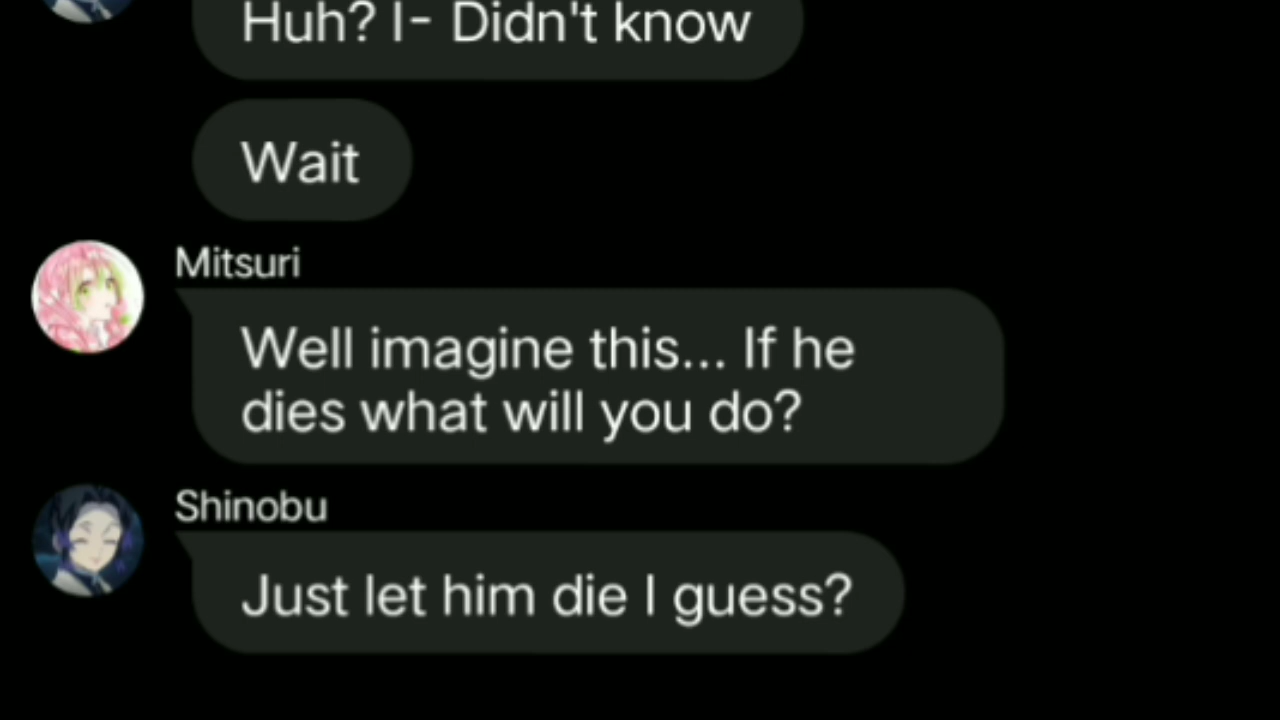 Huh? I- Didn't know
Wait
Mitsuri
Well imagine this... If he
dies what will you do?
Shinobu
Just let him die I guess?